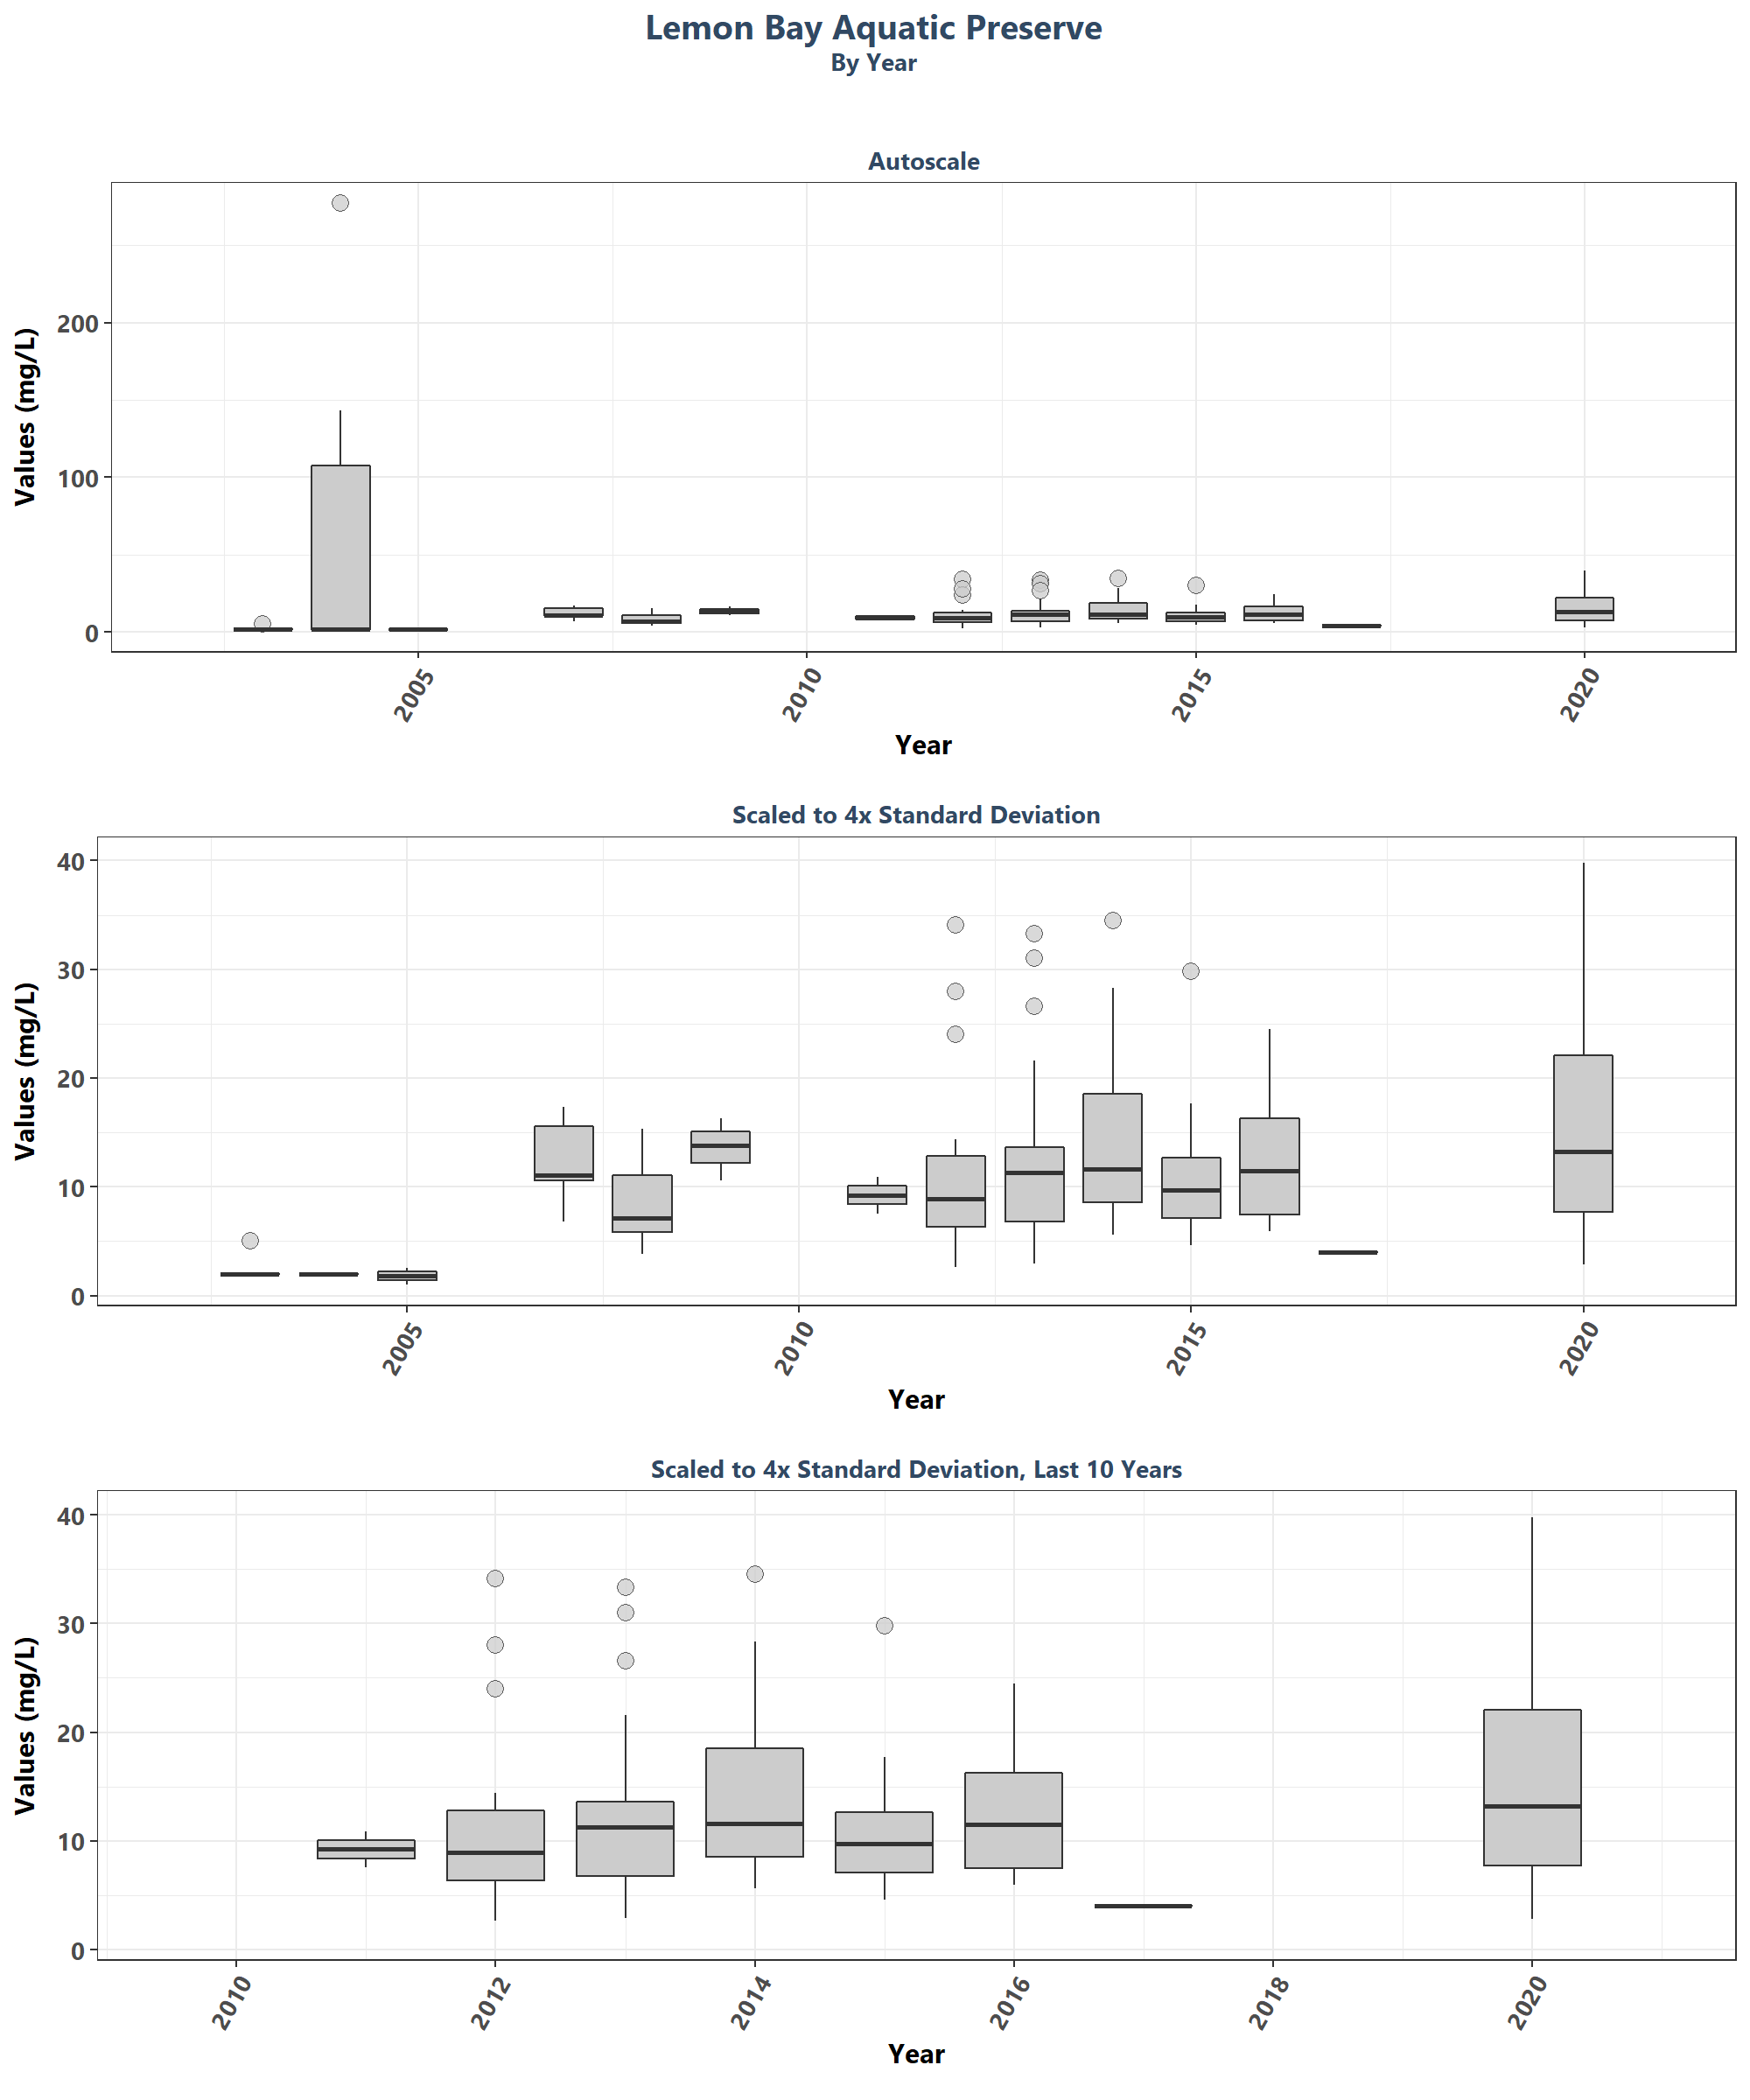 Lemon Bay Aquatic Preserve
By Year
Autoscale
Values (mg/L)
200
100
0
2005
2010
2015
2020
Year
Scaled to 4x Standard Deviation
Values (mg/L)
40
30
20
10
0
2005
2010
2015
2020
Year
Scaled to 4x Standard Deviation, Last 10 Years
Values (mg/L)
40
30
20
10
0
2010
2012
2014
2016
2018
2020
Year